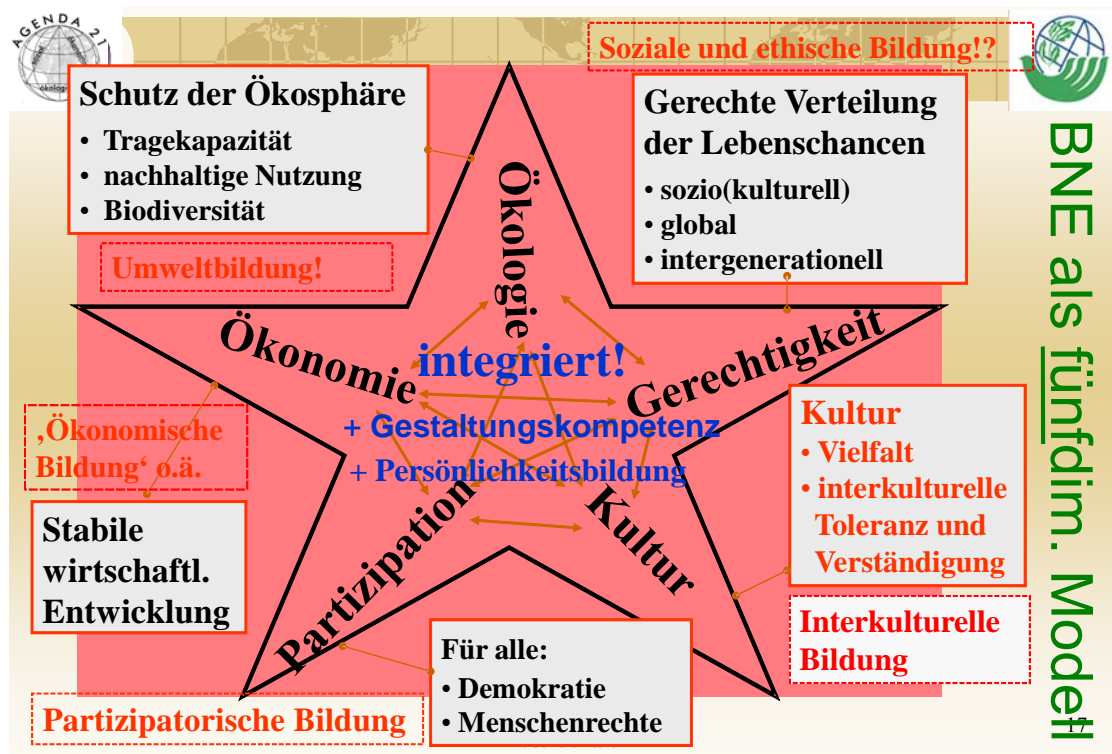 AGENDA 21
Soziale und ethische Bildung!?
Schutz der Ökosphäre
• Tragekapazität
• nachhaltige Nutzung
• Biodiversität
Umweltbildung!
Gerechte Verteilung
der Lebenschancen
• sozio(kulturell)
• global
• intergenerationell
BNE als fünfdim. Modell
Ökologie
Ökonomie
Gerechtigkeit
integriert!
+ Gestaltungskompetenz
+ Persönlichkeitsbildung
Partizipation
Kultur
‚Ökonomische
Bildung‘ o.ä.
Stabile
wirtschaftl.
Entwicklung
Kultur
• Vielfalt
• interkulturelle
Toleranz und
Verständigung
Interkulturelle
Bildung
Für alle:
• Demokratie
• Menschenrechte
Partizipatorische Bildung
17